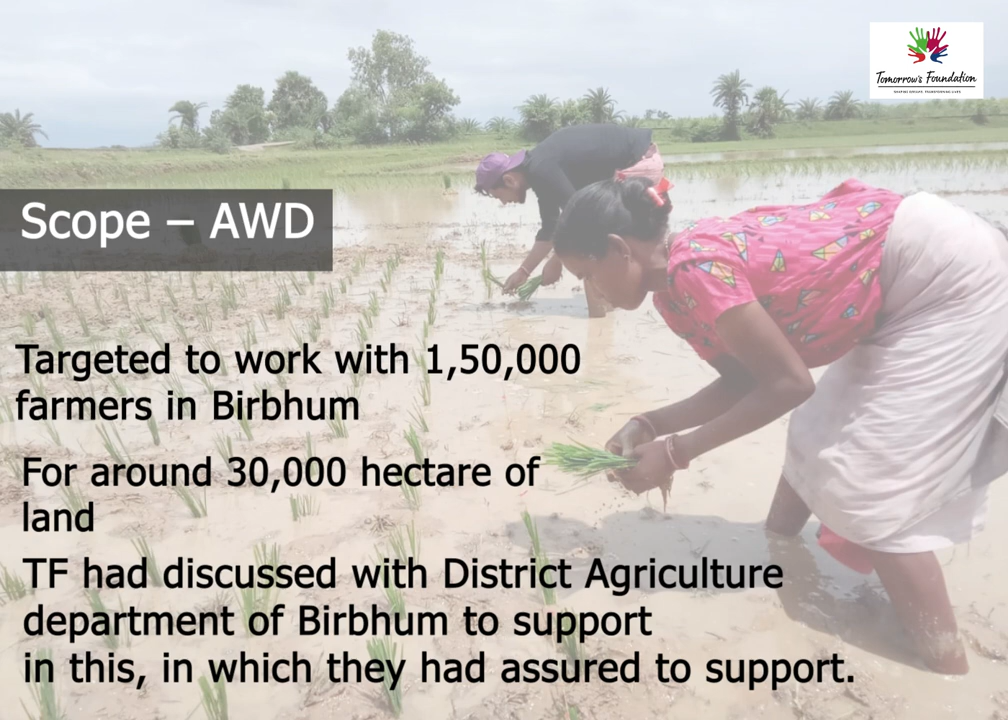 Tomorrow's Foundation
Scope – AWD
Targeted to work with 1,50,000
farmers in Birbhum
For around 30,000 hectare of
land
TF had discussed with District Agriculture
department of Birbhum to support
in this, in which they had assured to support.